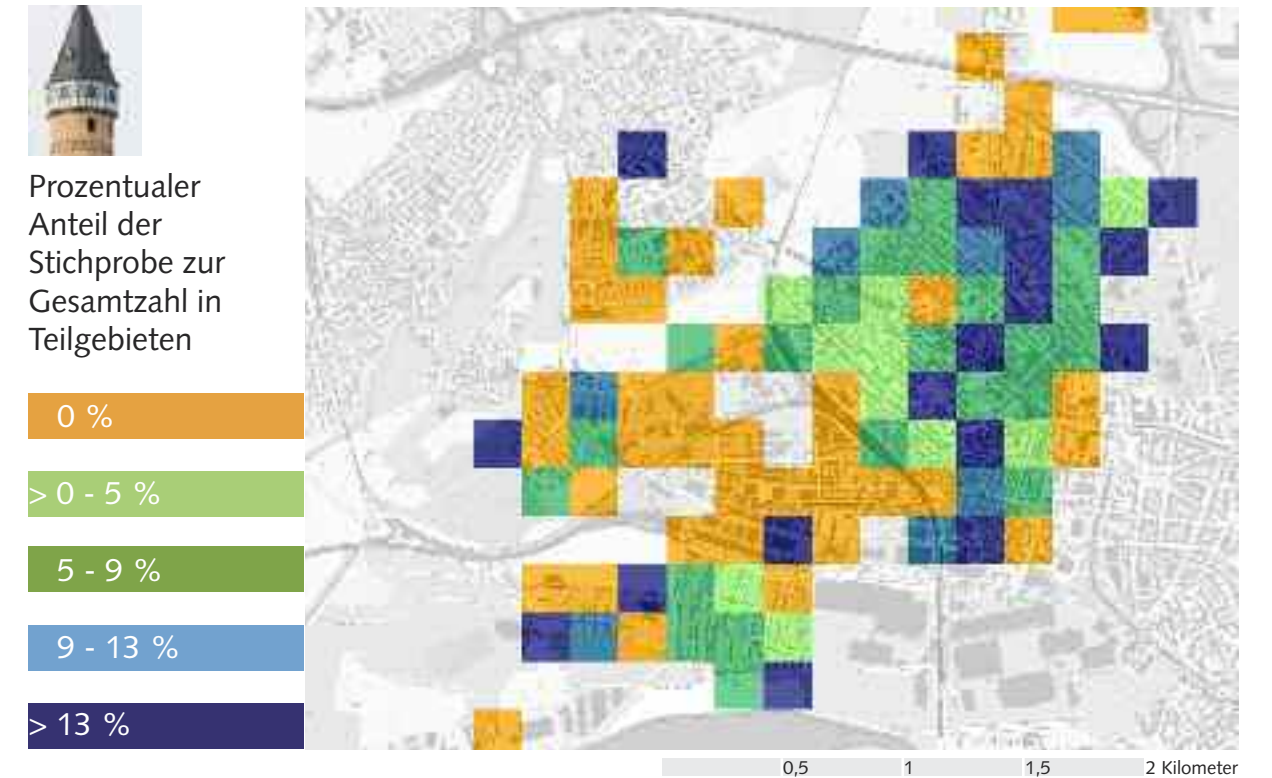 Prozentualer
Anteil der
Stichprobe zur
Gesamtzahl in
Teilgebieten
0 %
> 0 - 5 %
5 - 9 %
9 - 13 %
> 13 %
0,5 1 1,5 2 Kilometer